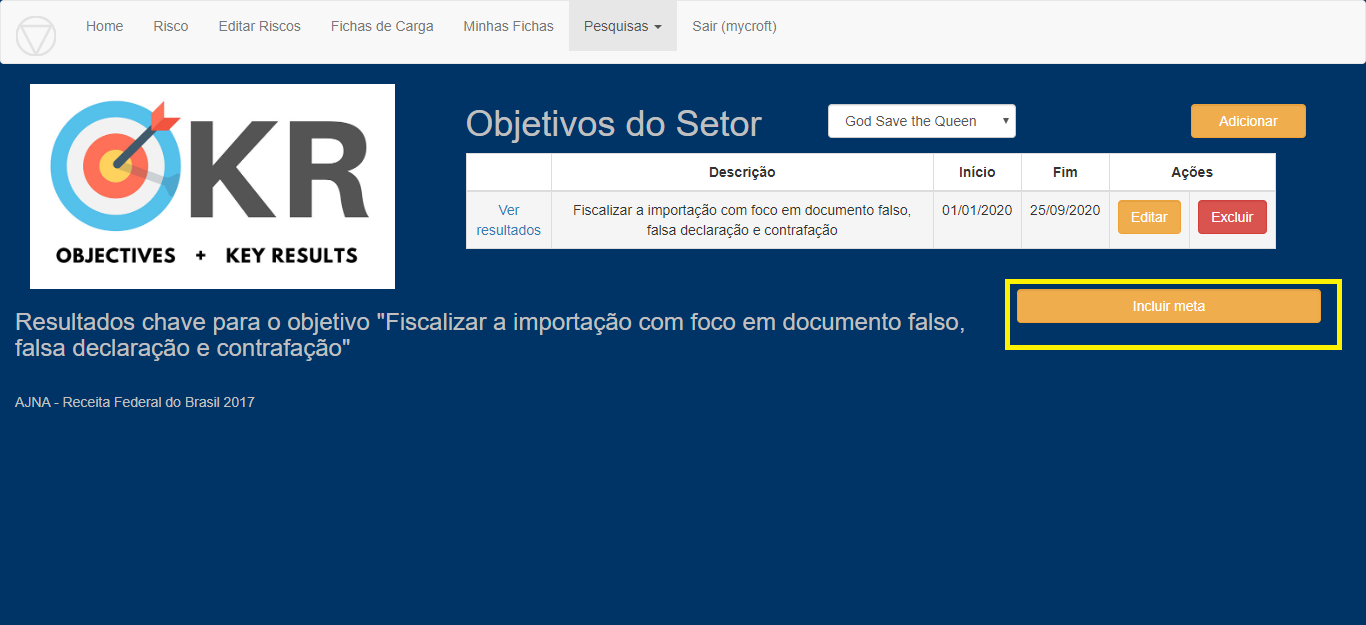 Home Risco Editar Riscos Fichas de Carga Minhas Fichas Pesquisas Sair (mycroft)
OKR
OBJECTIVES + KEY RESULTS
Objetivos do Setor God Save the Queen Adicionar
Descrição Início Fim Ações
Ver resultados Fiscalizar a importação com foco em documento falso, 01/01/2020 25/09/2020 Editar Excluir
falsa declaração e contrafação
Incluir meta
Resultados chave para o objetivo "Fiscalizar a importação com foco em documento falso,
falsa declaração e contrafação"
AJNA - Receita Federal do Brasil 2017